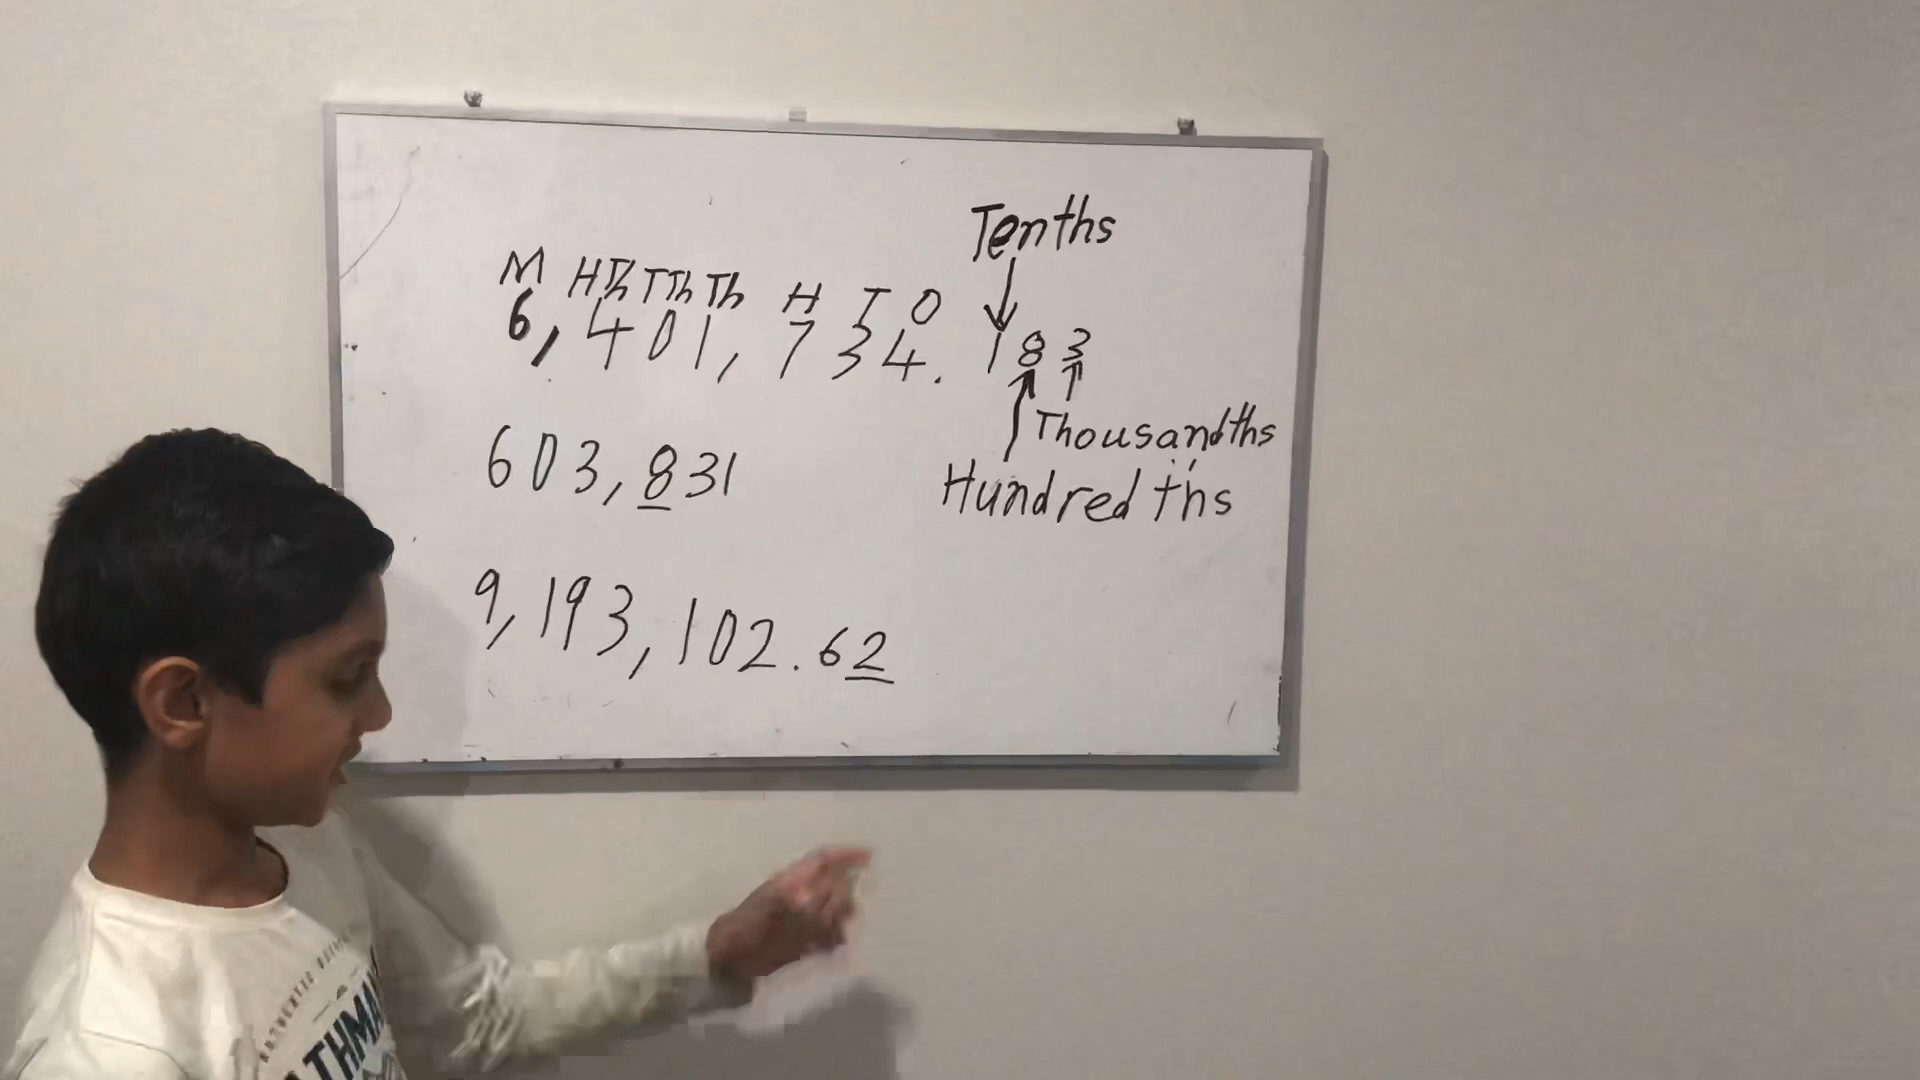 Tenths
M HTh TTh Th H T O
6, 401, 734. 183
Thousandths
Hundredths
603, 831
9, 193, 102. 62